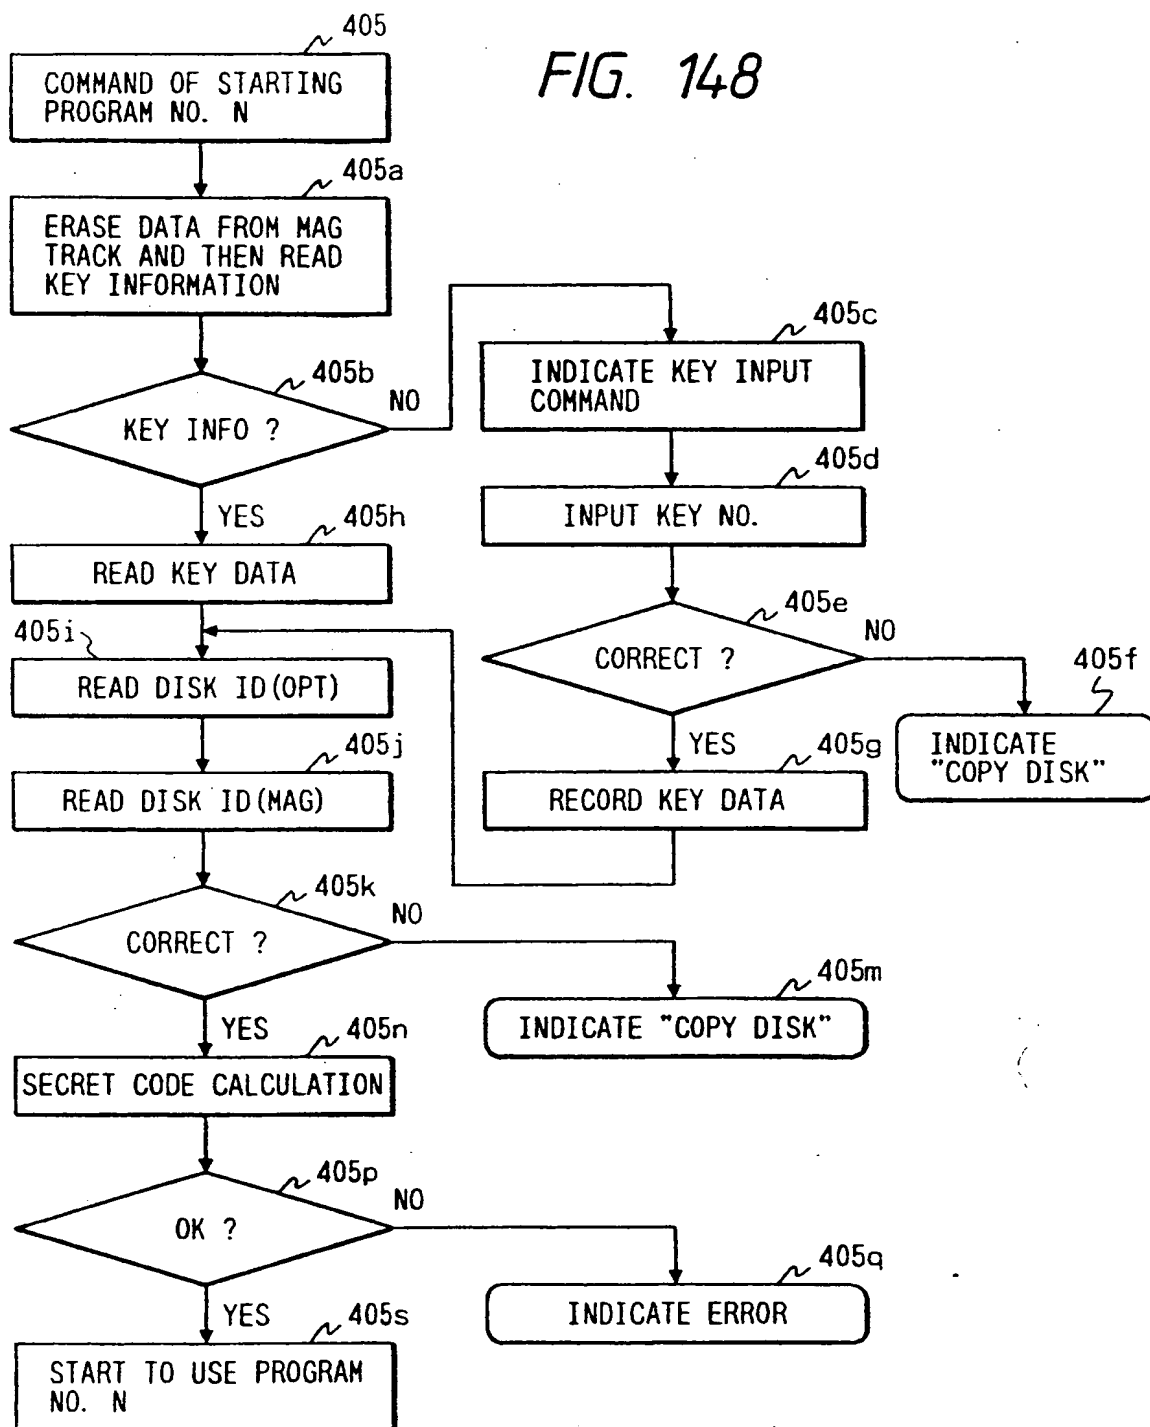 405
FIG. 148
COMMAND OF STARTING
PROGRAM NO. N
405a
ERASE DATA FROM MAG
TRACK AND THEN READ
KEY INFORMATION
405b
KEY INFO ?
NO
405c
INDICATE KEY INPUT
COMMAND
405d
INPUT KEY NO.
YES
405h
READ KEY DATA
405e
CORRECT ?
NO
405f
INDICATE
"COPY DISK"
YES
405g
RECORD KEY DATA
405i
READ DISK ID(OPT)
405j
READ DISK ID(MAG)
405k
CORRECT ?
NO
405m
INDICATE "COPY DISK"
YES
405n
SECRET CODE CALCULATION
405p
OK ?
NO
405q
INDICATE ERROR
YES
405s
START TO USE PROGRAM
NO. N